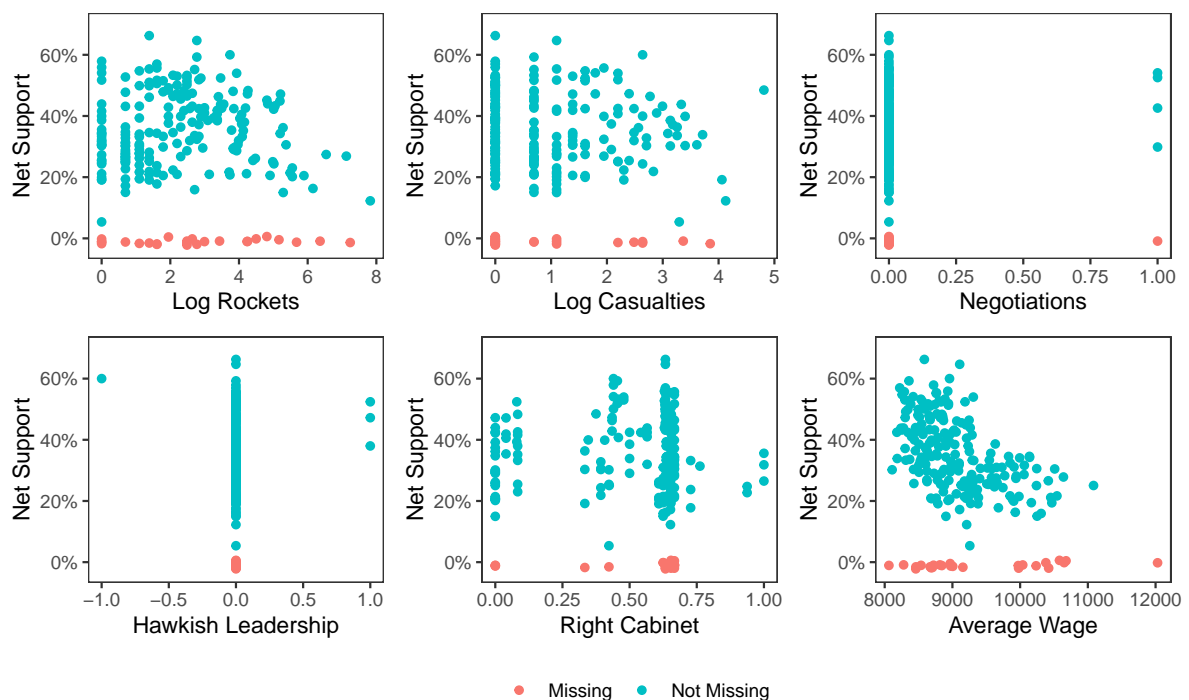 Net Support
60%
40%
20%
0%
0 2 4 6 8
Log Rockets
Net Support
60%
40%
20%
0%
0 1 2 3 4 5
Log Casualties
Net Support
60%
40%
20%
0%
0.00 0.25 0.50 0.75 1.00
Negotiations
Net Support
60%
40%
20%
0%
−1.0 −0.5 0.0 0.5 1.0
Hawkish Leadership
Net Support
60%
40%
20%
0%
0.00 0.25 0.50 0.75 1.00
Right Cabinet
Net Support
60%
40%
20%
0%
8000 9000 10000 11000 12000
Average Wage
Missing Not Missing